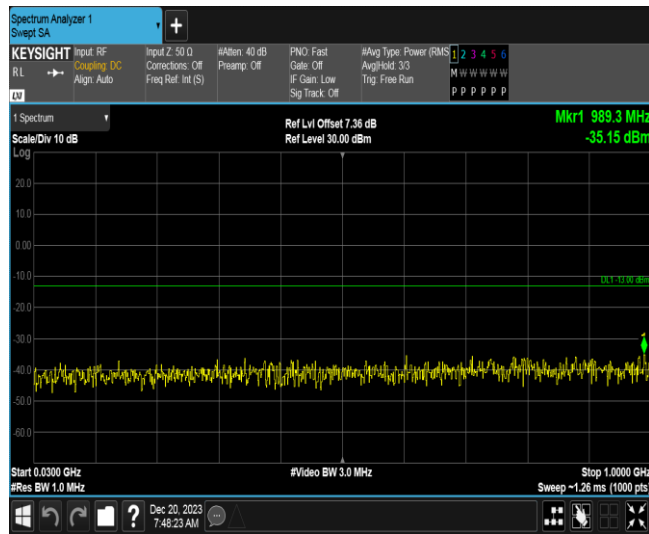 Spectrum Analyzer 1
Swept SA
KEYSIGHT
RL
LXI
Input: RF
Coupling: DC
Align: Auto
Input Z: 50 Ω
Corrections: Off
Freq Ref: Int (S)
#Atten: 40 dB
Preamp: Off
PNO: Fast
Gate: Off
IF Gain: Low
Sig Track: Off
#Avg Type: Power (RMS
Avg|Hold: 3/3
Trig: Free Run
1 2 3 4 5 6
M W W W W W
P P P P P P
1 Spectrum
Scale/Div 10 dB
Log
Ref Lvl Offset 7.36 dB
Ref Level 30.00 dBm
Mkr1 989.3 MHz
-35.15 dBm
20.0
10.0
0.00
-10.0
DL1 -13.00 dBm
-20.0
-30.0
1
-40.0
-50.0
-60.0
Start 0.0300 GHz
#Video BW 3.0 MHz
Stop 1.0000 GHz
#Res BW 1.0 MHz
Sweep ~1.26 ms (1000 pts
?
Dec 20, 2023
7:48:23 AM